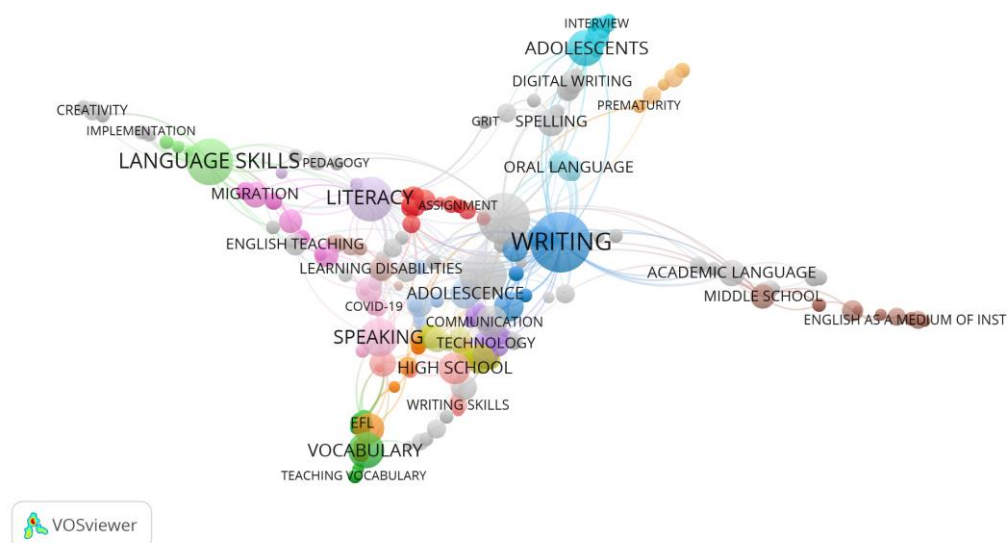 INTERVIEW
ADOLESCENTS
DIGITAL WRITING
PREMATURITY
CREATIVITY
GRIT
SPELLING
IMPLEMENTATION
LANGUAGE SKILLS
PEDAGOGY
ORAL LANGUAGE
MIGRATION
LITERACY
ASSIGNMENT
WRITING
ENGLISH TEACHING
LEARNING DISABILITIES
ACADEMIC LANGUAGE
ADOLESCENCE
MIDDLE SCHOOL
COVID-19
COMMUNICATION
ENGLISH AS A MEDIUM OF INST
SPEAKING
TECHNOLOGY
HIGH SCHOOL
WRITING SKILLS
EFL
VOCABULARY
TEACHING VOCABULARY
VOSviewer